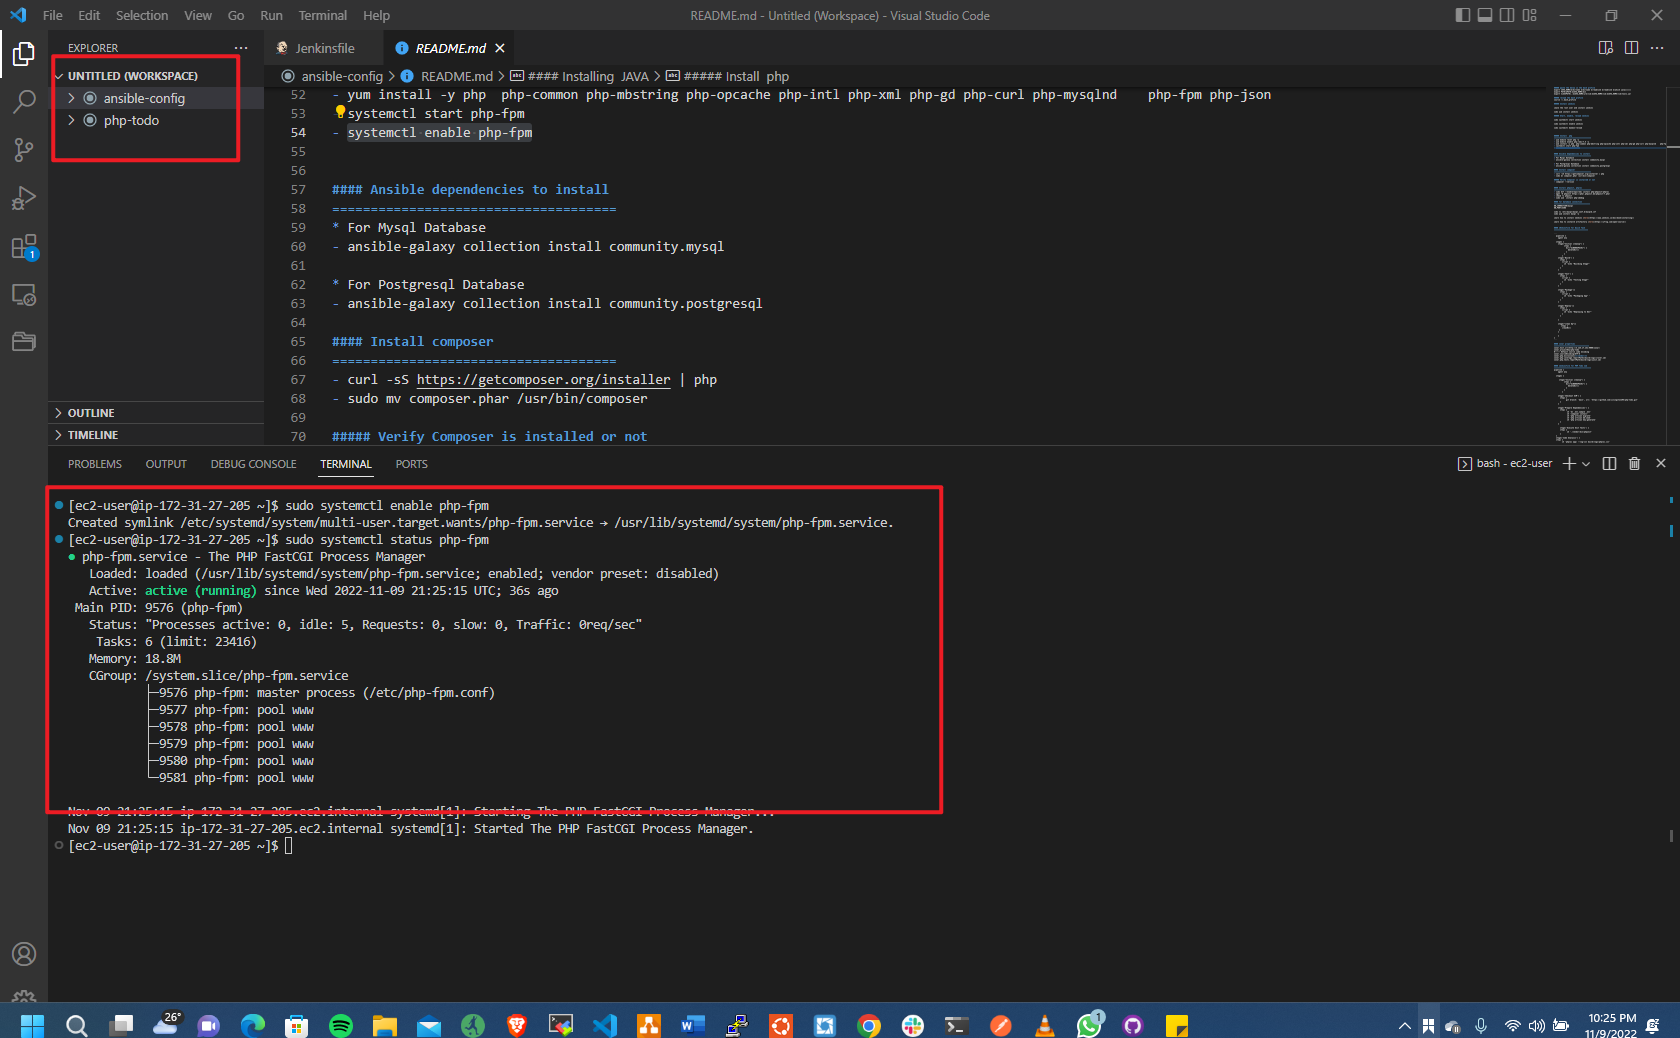 File Edit Selection View Go Run Terminal Help
README.md - Untitled (Workspace) - Visual Studio Code
EXPLORER
UNTITLED (WORKSPACE)
ansible-config
php-todo
OUTLINE
TIMELINE
1
Jenkinsfile
README.md
ansible-config > README.md > #### Installing JAVA > ##### Install php
52 - yum install -y php  php-common php-mbstring php-opcache php-intl php-xml php-gd php-curl php-mysqlnd    php-fpm php-json
53 systemctl start php-fpm
54 - systemctl enable php-fpm
55
56
57 #### Ansible dependencies to install
58 =====================================
59 * For Mysql Database
60 - ansible-galaxy collection install community.mysql
61
62 * For Postgresql Database
63 - ansible-galaxy collection install community.postgresql
64
65 #### Install composer
66 =====================================
67 - curl -sS https://getcomposer.org/installer | php
68 - sudo mv composer.phar /usr/bin/composer
69
70 ##### Verify Composer is installed or not
PROBLEMS OUTPUT DEBUG CONSOLE TERMINAL PORTS
bash - ec2-user
[ec2-user@ip-172-31-27-205 ~]$ sudo systemctl enable php-fpm
Created symlink /etc/systemd/system/multi-user.target.wants/php-fpm.service → /usr/lib/systemd/system/php-fpm.service.
[ec2-user@ip-172-31-27-205 ~]$ sudo systemctl status php-fpm
● php-fpm.service - The PHP FastCGI Process Manager
Loaded: loaded (/usr/lib/systemd/system/php-fpm.service; enabled; vendor preset: disabled)
Active: active (running) since Wed 2022-11-09 21:25:15 UTC; 36s ago
Main PID: 9576 (php-fpm)
Status: "Processes active: 0, idle: 5, Requests: 0, slow: 0, Traffic: 0req/sec"
Tasks: 6 (limit: 23416)
Memory: 18.8M
CGroup: /system.slice/php-fpm.service
├─9576 php-fpm: master process (/etc/php-fpm.conf)
├─9577 php-fpm: pool www
├─9578 php-fpm: pool www
├─9579 php-fpm: pool www
├─9580 php-fpm: pool www
└─9581 php-fpm: pool www
Nov 09 21:25:15 ip-172-31-27-205.ec2.internal systemd[1]: Starting The PHP FastCGI Process Manager...
Nov 09 21:25:15 ip-172-31-27-205.ec2.internal systemd[1]: Started The PHP FastCGI Process Manager.
[ec2-user@ip-172-31-27-205 ~]$
26°
1
10:25 PM
11/9/2022